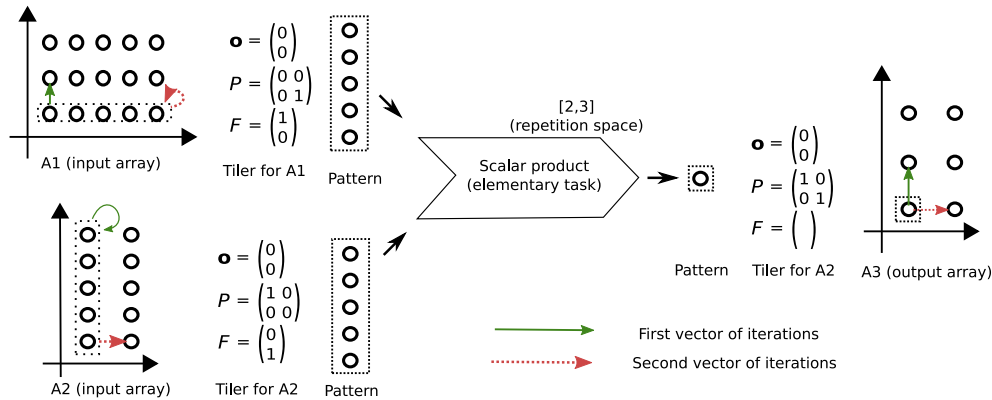 o = (0 0)
P = (0 0 0 1)
F = (1 0)
A1 (input array)
Tiler for A1
Pattern
[2,3]
(repetition space)
Scalar product
(elementary task)
o = (0 0)
P = (1 0 0 0)
F = (0 1)
A2 (input array)
Tiler for A2
Pattern
o = (0 0)
P = (1 0 0 1)
F = ( )
Pattern
Tiler for A2
A3 (output array)
First vector of iterations
Second vector of iterations